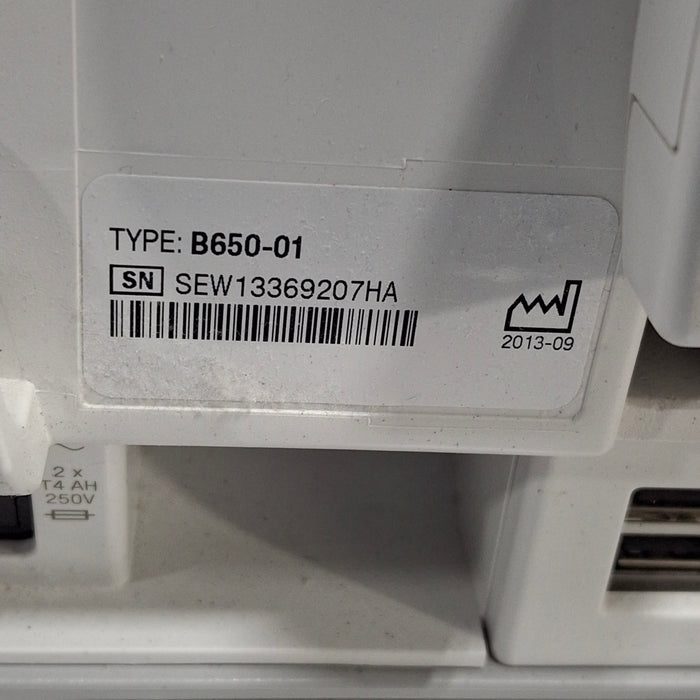 TYPE: B650-01
SN SEW13369207HA
2013-09
2 x
T4 AH
250V